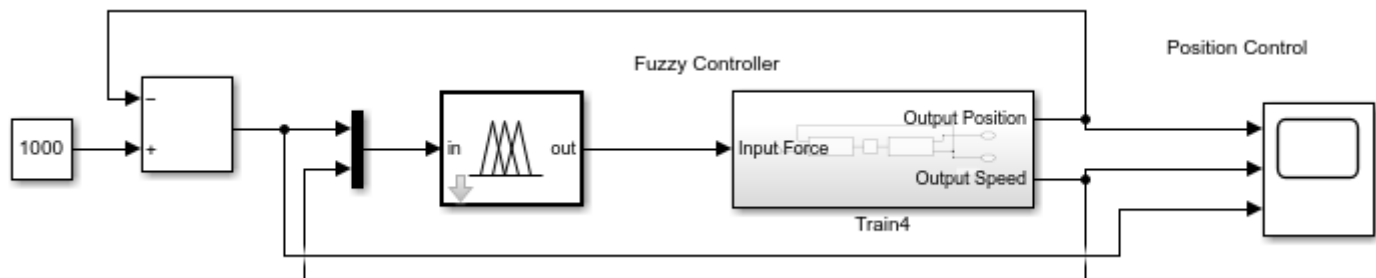 Position Control
Fuzzy Controller
−
+
1000
in
out
Input Force
Output Position
Output Speed
Train4